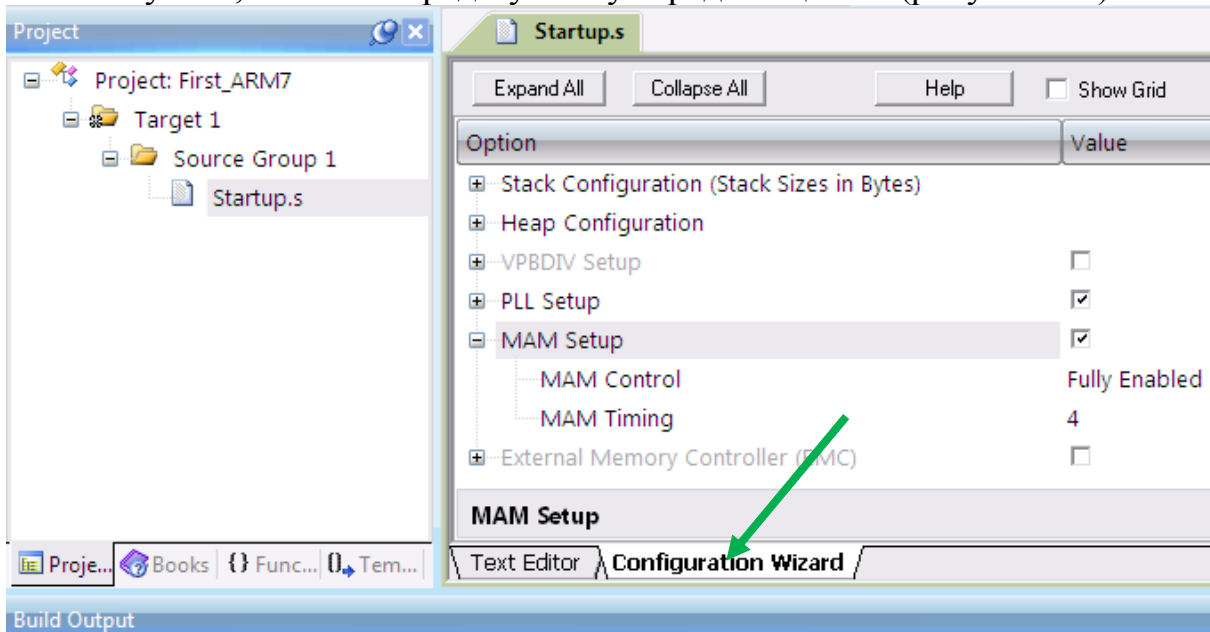 Project
Startup.s
Project: First_ARM7
Target 1
Source Group 1
Startup.s
Expand All Collapse All Help Show Grid
Option Value
Stack Configuration (Stack Sizes in Bytes)
Heap Configuration
VPBDIV Setup
PLL Setup
MAM Setup
MAM Control Fully Enabled
MAM Timing 4
External Memory Controller (EMC)
MAM Setup
Proje... Books {} Func... Tem...
Text Editor Configuration Wizard
Build Output